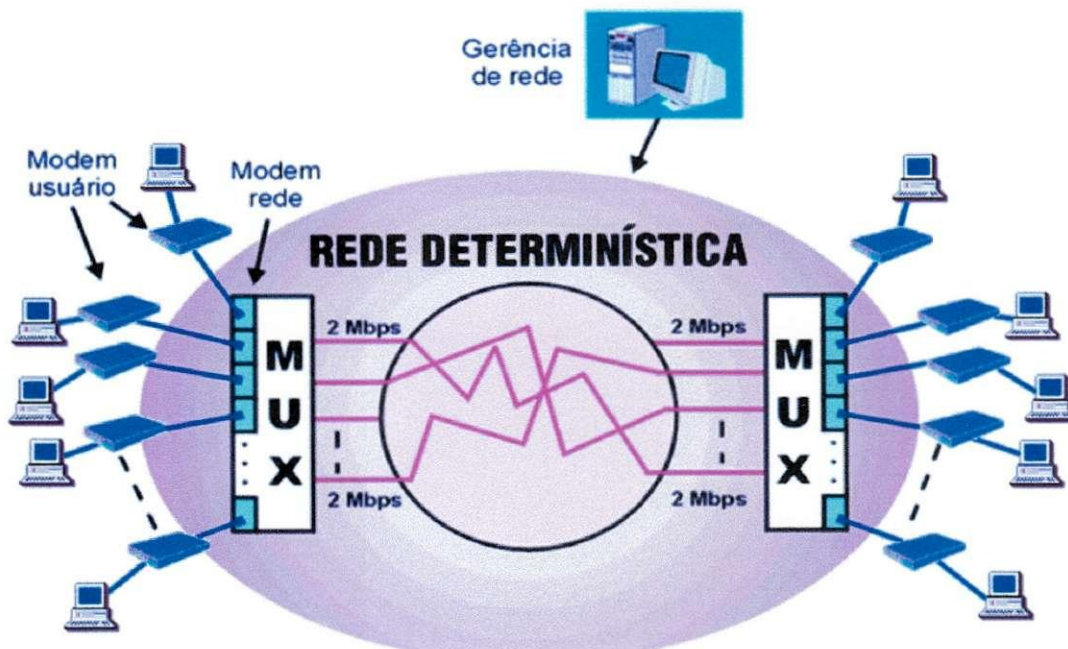 Gerência
de rede
Modem
usuário
Modem
rede
REDE DETERMINÍSTICA
2 Mbps
2 Mbps
M
U
X
M
U
X
2 Mbps
2 Mbps